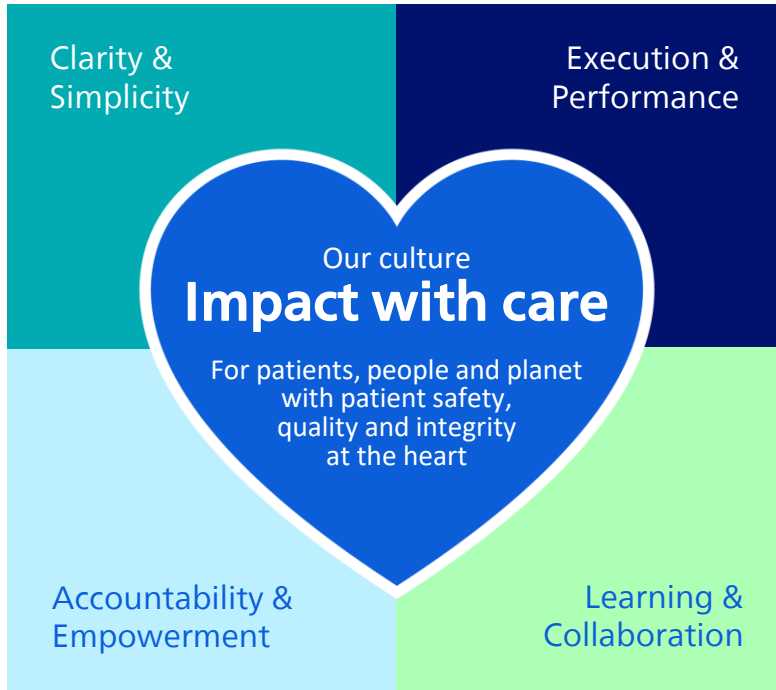 Clarity &
Simplicity
Execution &
Performance
Our culture
Impact with care
For patients, people and planet
with patient safety,
quality and integrity
at the heart
Accountability &
Empowerment
Learning &
Collaboration